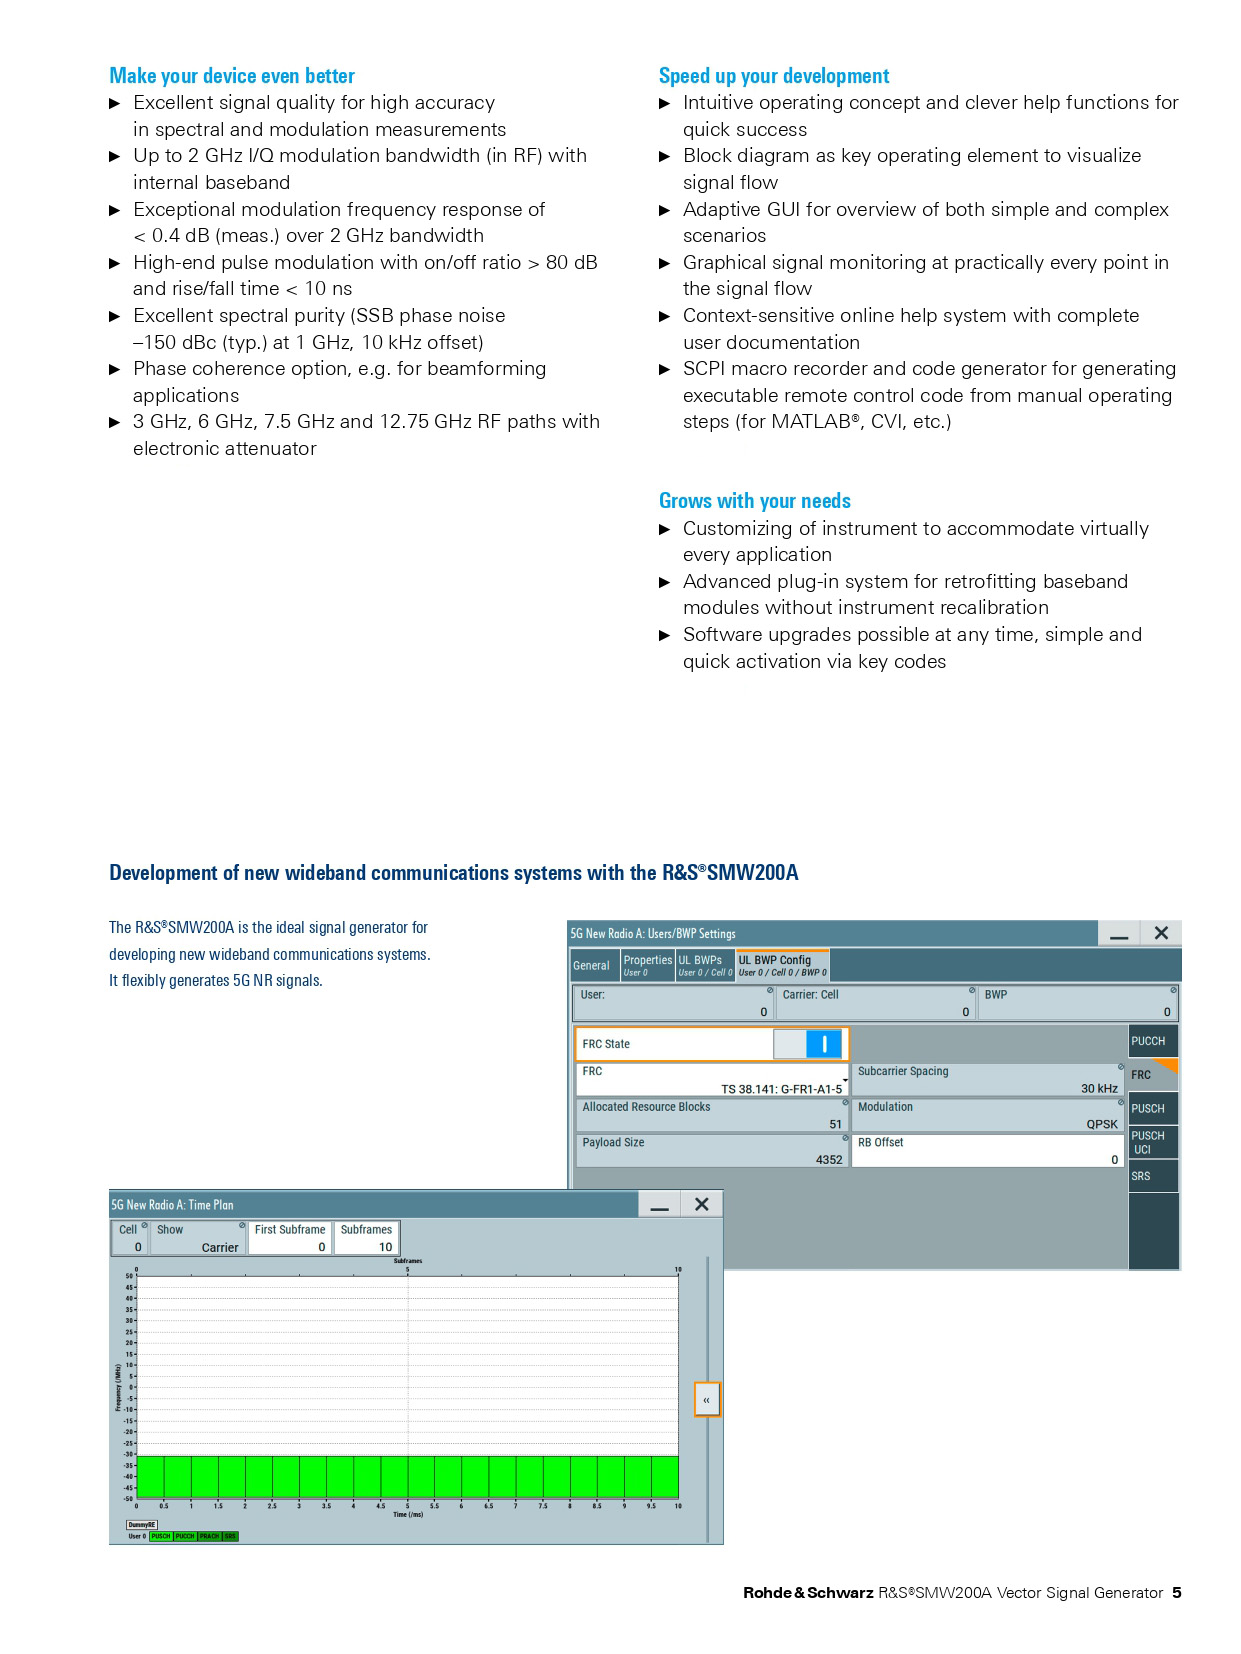 Make your device even better
► Excellent signal quality for high accuracy
in spectral and modulation measurements
► Up to 2 GHz I/Q modulation bandwidth (in RF) with
internal baseband
► Exceptional modulation frequency response of
< 0.4 dB (meas.) over 2 GHz bandwidth
► High-end pulse modulation with on/off ratio > 80 dB
and rise/fall time < 10 ns
► Excellent spectral purity (SSB phase noise
–150 dBc (typ.) at 1 GHz, 10 kHz offset)
► Phase coherence option, e.g. for beamforming
applications
► 3 GHz, 6 GHz, 7.5 GHz and 12.75 GHz RF paths with
electronic attenuator
Speed up your development
► Intuitive operating concept and clever help functions for
quick success
► Block diagram as key operating element to visualize
signal flow
► Adaptive GUI for overview of both simple and complex
scenarios
► Graphical signal monitoring at practically every point in
the signal flow
► Context-sensitive online help system with complete
user documentation
► SCPI macro recorder and code generator for generating
executable remote control code from manual operating
steps (for MATLAB®, CVI, etc.)
Grows with your needs
► Customizing of instrument to accommodate virtually
every application
► Advanced plug-in system for retrofitting baseband
modules without instrument recalibration
► Software upgrades possible at any time, simple and
quick activation via key codes
Development of new wideband communications systems with the R&S®SMW200A
The R&S®SMW200A is the ideal signal generator for
developing new wideband communications systems.
It flexibly generates 5G NR signals.
5G New Radio A: Users/BWP Settings
General
Properties
User 0
UL BWPs
User 0 / Cell 0
UL BWP Config
User 0 / Cell 0 / BWP 0
User:
0
Carrier: Cell
0
BWP
0
FRC State
FRC
TS 38.141: G-FR1-A1-5
Subcarrier Spacing
30 kHz
Allocated Resource Blocks
51
Modulation
QPSK
Payload Size
4352
RB Offset
0
PUCCH
FRC
PUSCH
PUSCH
UCI
SRS
5G New Radio A: Time Plan
Cell
0
Show
Carrier
First Subframe
0
Subframes
10
Subframes
0 5 10
50
45
40
35
30
25
20
15
10
5
0
-5
-10
-15
-20
-25
-30
-35
-40
-45
-50
Frequency (/MHz)
«
0 0.5 1 1.5 2 2.5 3 3.5 4 4.5 5 5.5 6 6.5 7 7.5 8 8.5 9 9.5 10
Time (/ms)
DummyRE
User 0 PUSCH PUCCH PRACH SRS
Rohde & Schwarz R&S®SMW200A Vector Signal Generator 5